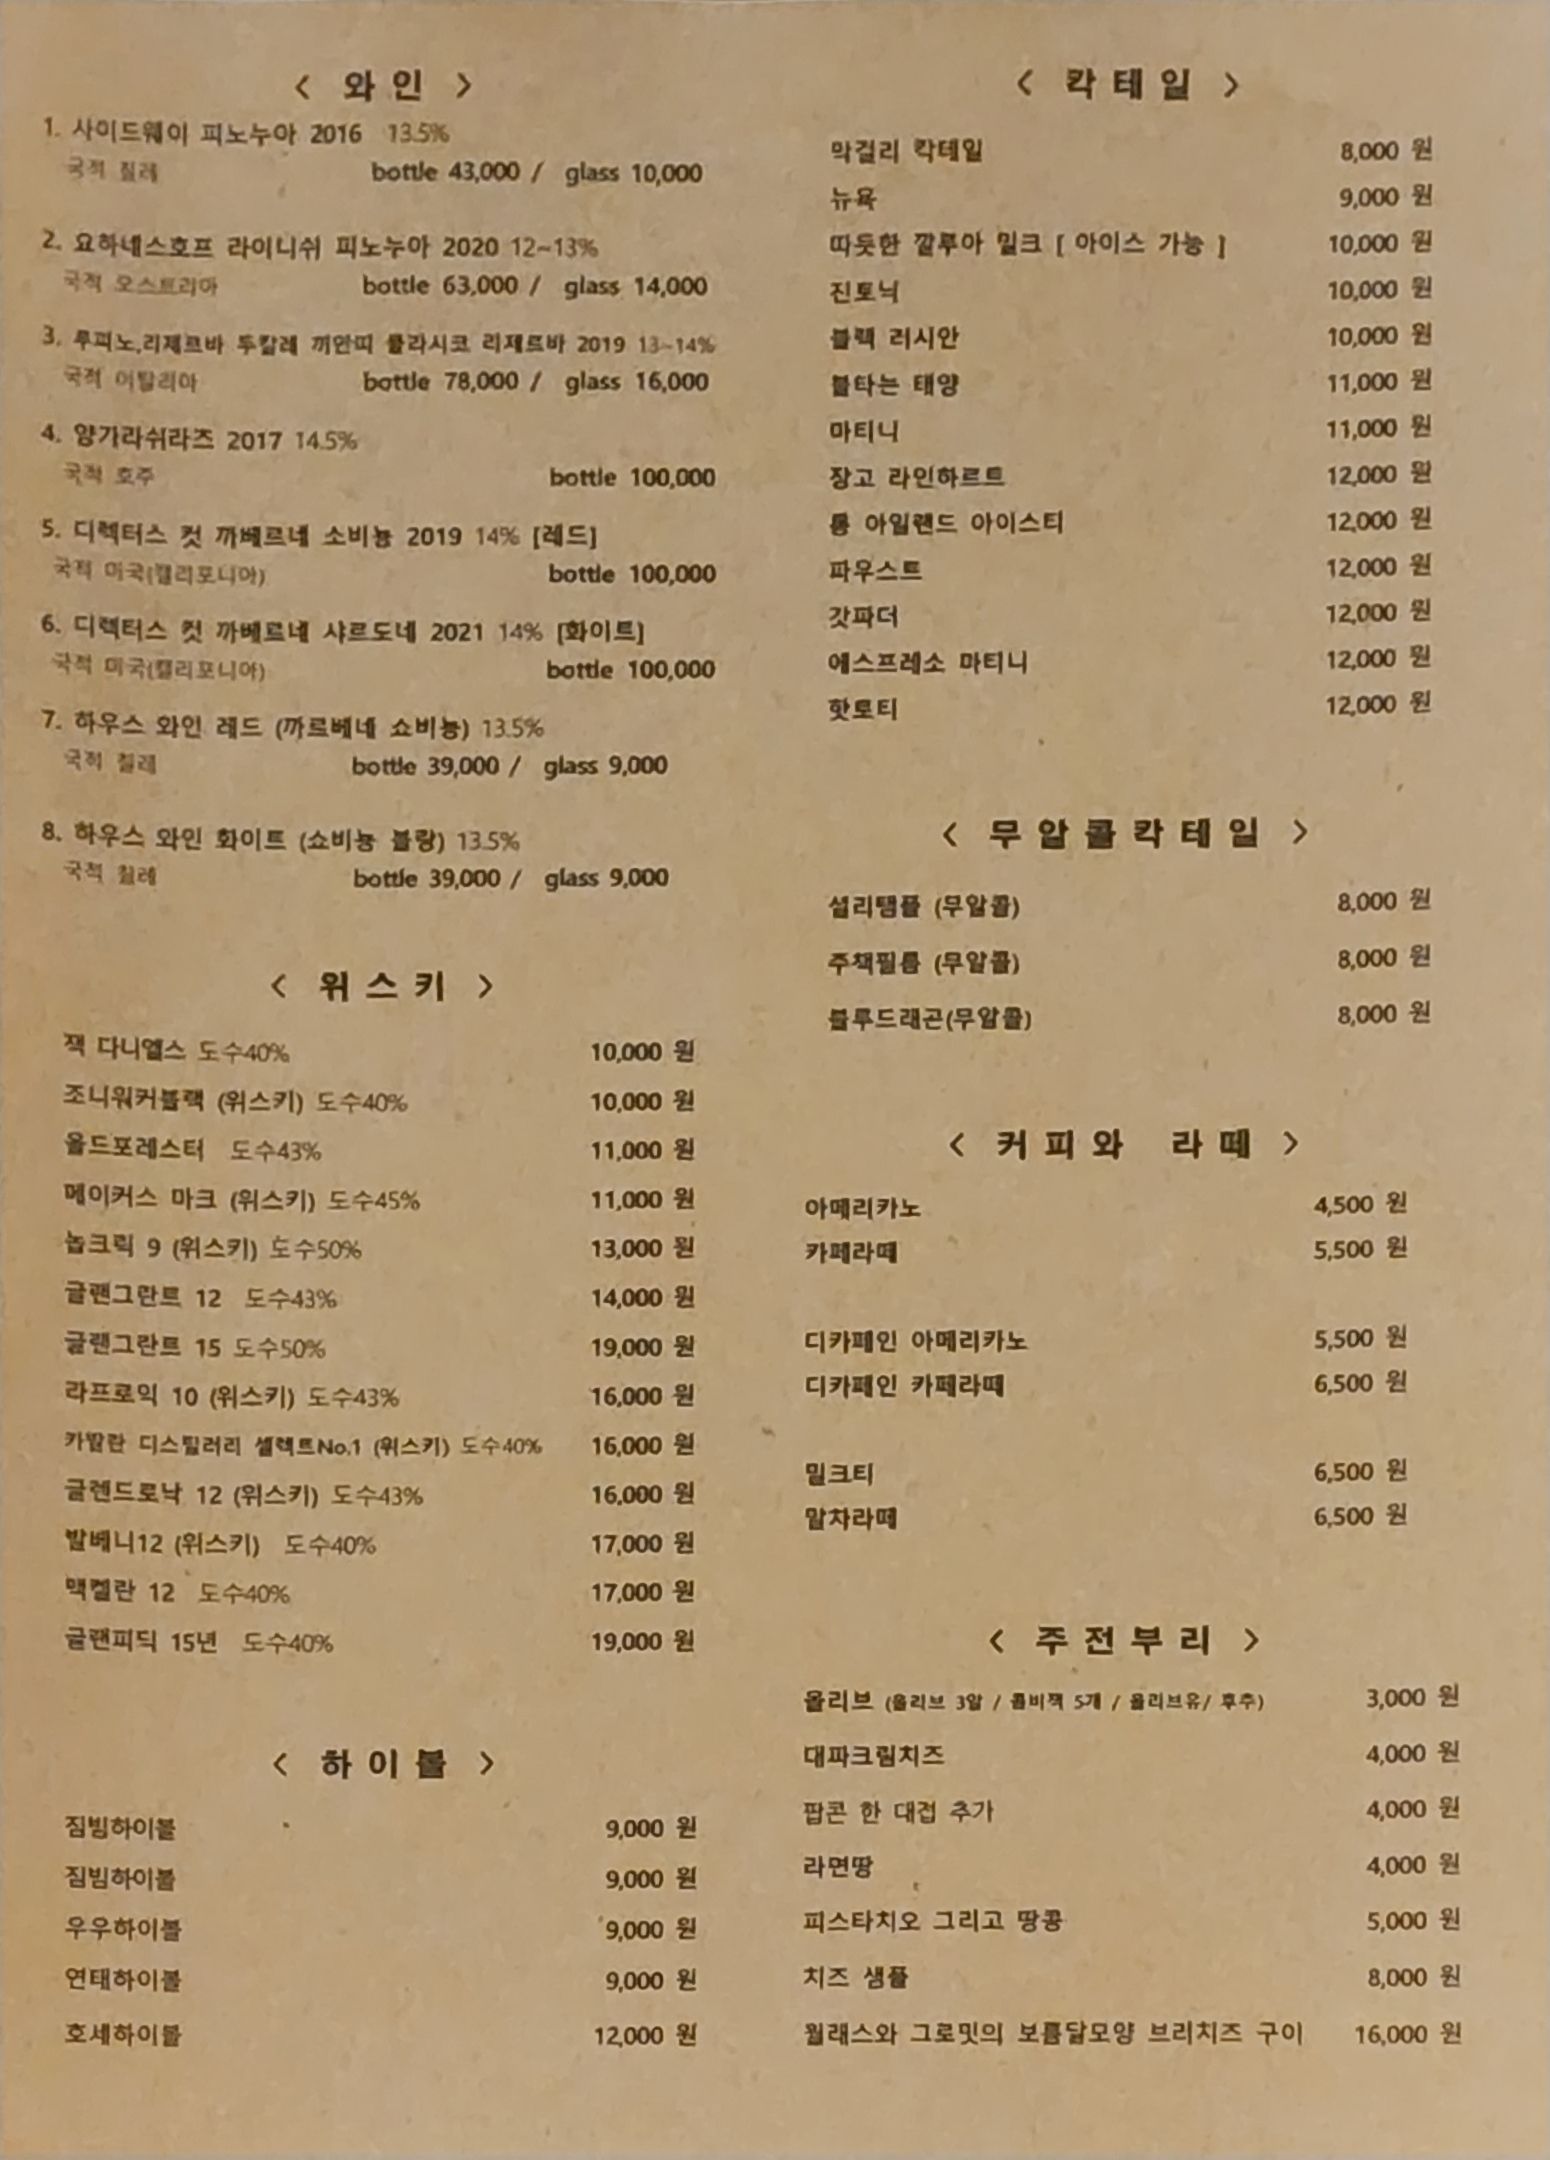 < 와인 >
1. 사이드웨이 피노누아 2016 13.5%
국적 칠레 bottle 43,000 / glass 10,000
2. 요하네스호프 라이니쉬 피노누아 2020 12~13%
국적 오스트리아 bottle 63,000 / glass 14,000
3. 루피노,리제르바 두칼레 끼안띠 클라시코 리제르바 2019 13~14%
국적 이탈리아 bottle 78,000 / glass 16,000
4. 양가라쉬라즈 2017 14.5%
국적 호주 bottle 100,000
5. 디렉터스 컷 까베르네 소비뇽 2019 14% [레드]
국적 미국(캘리포니아) bottle 100,000
6. 디렉터스 컷 까베르네 샤르도네 2021 14% [화이트]
국적 미국(캘리포니아) bottle 100,000
7. 하우스 와인 레드 (까르베네 쇼비뇽) 13.5%
국적 칠레 bottle 39,000 / glass 9,000
8. 하우스 와인 화이트 (쇼비뇽 블랑) 13.5%
국적 칠레 bottle 39,000 / glass 9,000
< 위스키 >
잭 다니엘스 도수40% 10,000 원
조니워커블랙 (위스키) 도수40% 10,000 원
올드포레스터 도수43% 11,000 원
메이커스 마크 (위스키) 도수45% 11,000 원
놉크릭 9 (위스키) 도수50% 13,000 원
글랜그란트 12 도수43% 14,000 원
글랜그란트 15 도수50% 19,000 원
라프로익 10 (위스키) 도수43% 16,000 원
카발란 디스틸러리 셀렉트No.1 (위스키) 도수40% 16,000 원
글렌드로낙 12 (위스키) 도수43% 16,000 원
발베니12 (위스키) 도수40% 17,000 원
맥켈란 12 도수40% 17,000 원
글랜피딕 15년 도수40% 19,000 원
< 하이볼 >
짐빔하이볼 9,000 원
짐빔하이볼 9,000 원
우우하이볼 9,000 원
연태하이볼 9,000 원
호세하이볼 12,000 원
< 칵테일 >
막걸리 칵테일 8,000 원
뉴욕 9,000 원
따듯한 깔루아 밀크 [ 아이스 가능 ] 10,000 원
진토닉 10,000 원
블랙 러시안 10,000 원
불타는 태양 11,000 원
마티니 11,000 원
장고 라인하르트 12,000 원
롱 아일랜드 아이스티 12,000 원
파우스트 12,000 원
갓파더 12,000 원
에스프레소 마티니 12,000 원
핫토티 12,000 원
< 무알콜칵테일 >
셜리탬플 (무알콜) 8,000 원
주책필름 (무알콜) 8,000 원
블루드래곤(무알콜) 8,000 원
< 커피와 라떼 >
아메리카노 4,500 원
카페라떼 5,500 원
디카페인 아메리카노 5,500 원
디카페인 카페라떼 6,500 원
밀크티 6,500 원
말차라떼 6,500 원
< 주전부리 >
올리브 (올리브 3알 / 콜비잭 5개 / 올리브유/ 후추) 3,000 원
대파크림치즈 4,000 원
팝콘 한 대접 추가 4,000 원
라면땅 4,000 원
피스타치오 그리고 땅콩 5,000 원
치즈 샘플 8,000 원
월래스와 그로밋의 보름달모양 브리치즈 구이 16,000 원